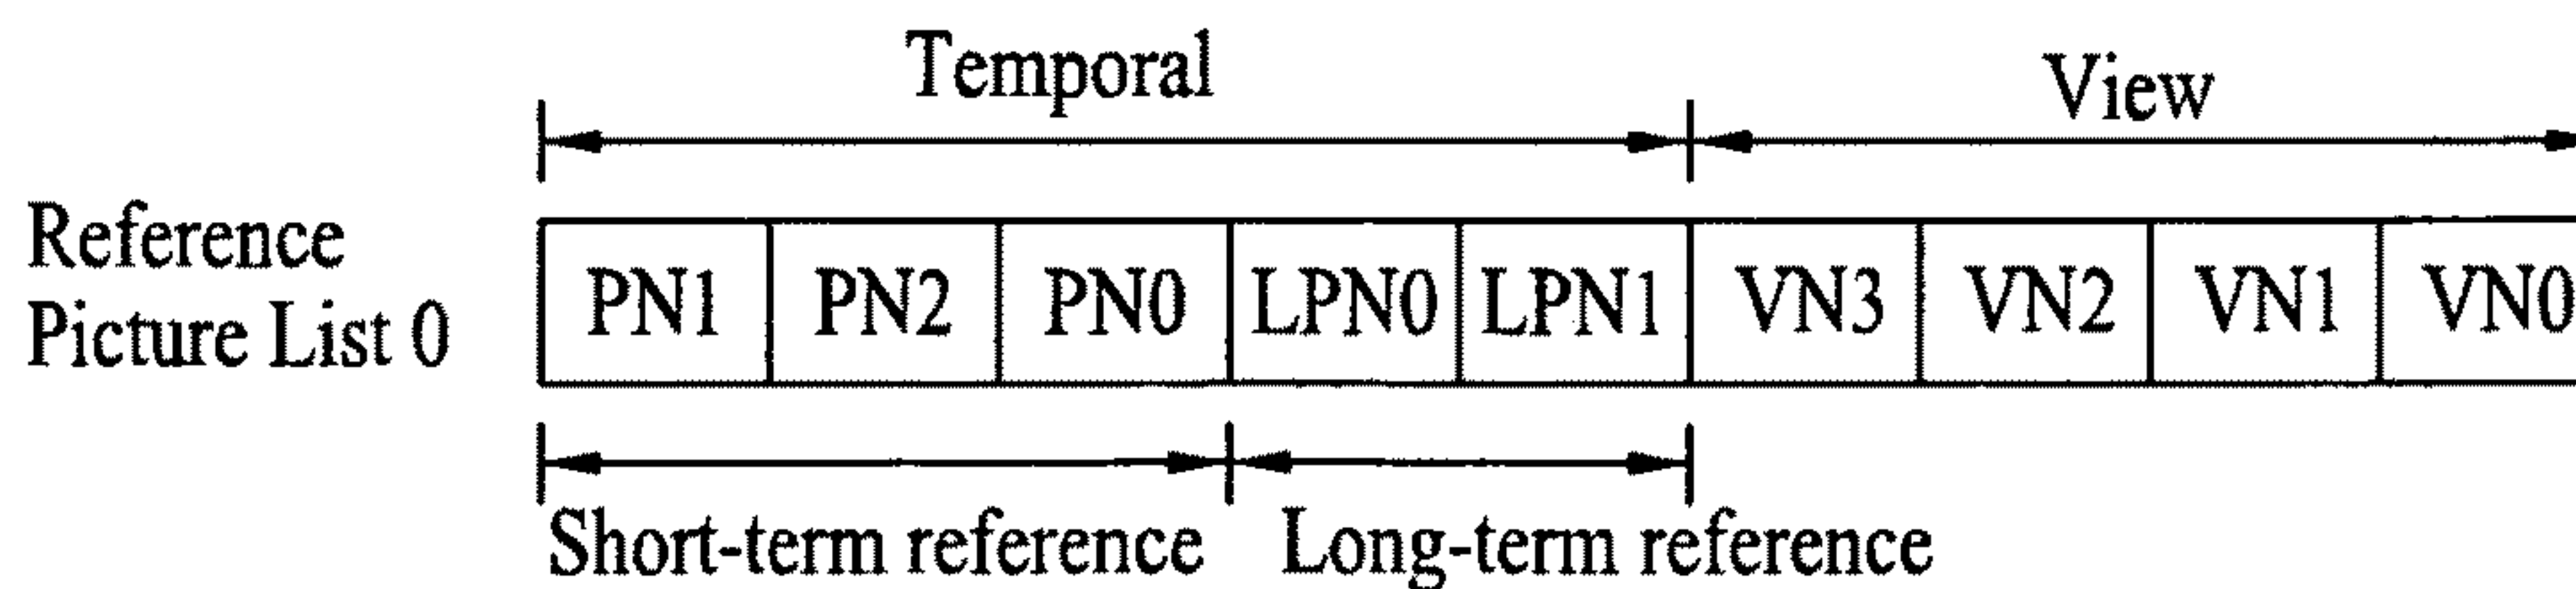 Temporal
View
Reference
Picture List 0
PN1 PN2 PN0 LPN0 LPN1 VN3 VN2 VN1 VN0
Short-term reference Long-term reference